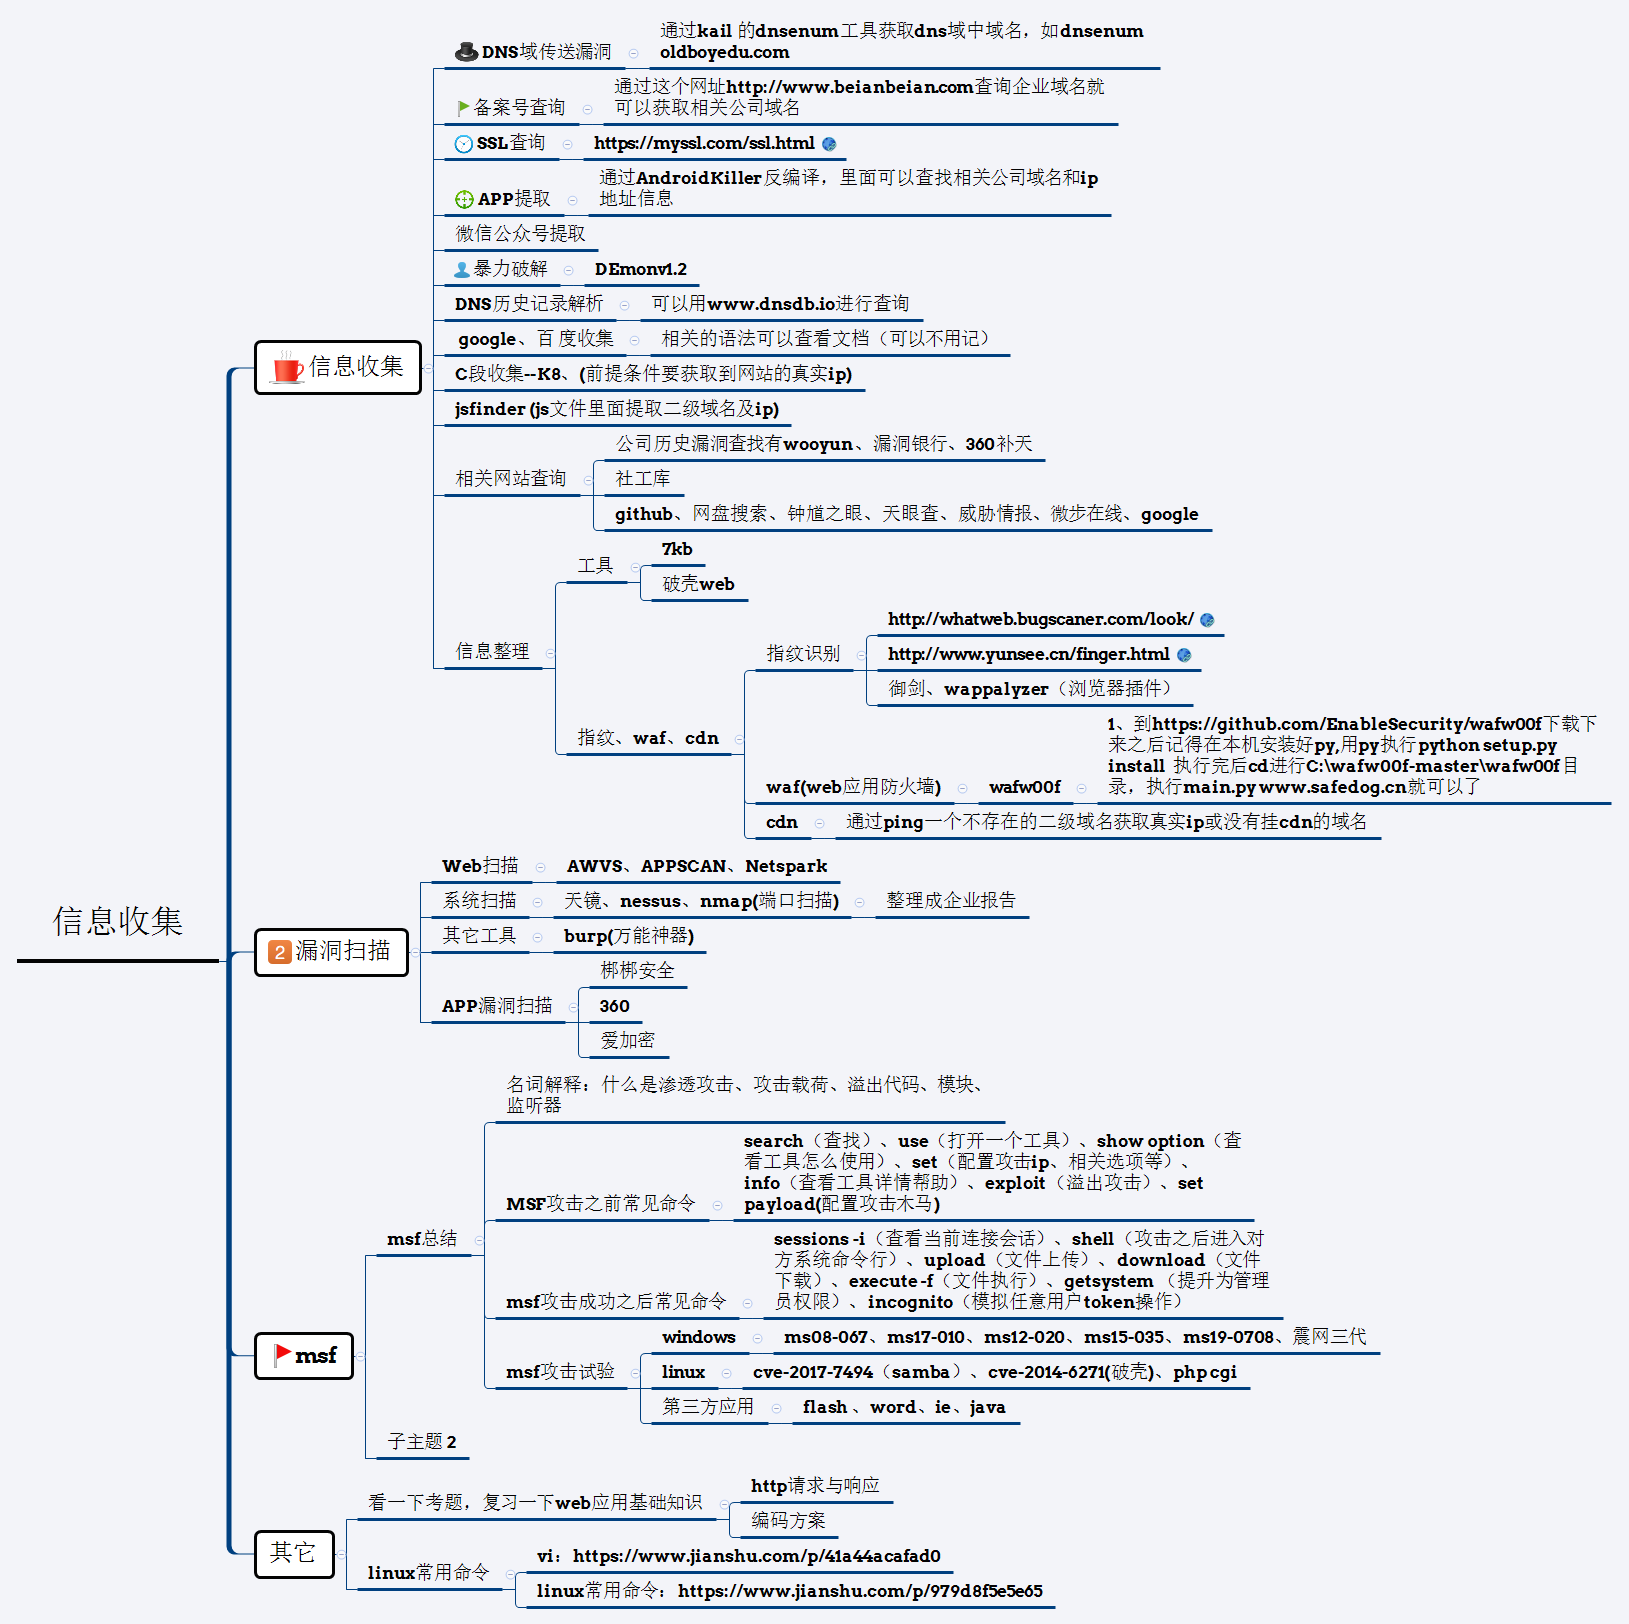 通过kail 的dnsenum工具获取dns域中域名，如dnsenum
oldboyedu.com
DNS域传送漏洞
通过这个网址http://www.beianbeian.com查询企业域名就
可以获取相关公司域名
备案号查询
SSL查询
https://myssl.com/ssl.html
通过AndroidKiller反编译，里面可以查找相关公司域名和ip
地址信息
APP提取
微信公众号提取
暴力破解
DEmonv1.2
DNS历史记录解析
可以用www.dnsdb.io进行查询
google、百度收集
相关的语法可以查看文档（可以不用记）
信息收集
C段收集--K8、(前提条件要获取到网站的真实ip)
jsfinder (js文件里面提取二级域名及ip)
公司历史漏洞查找有wooyun、漏洞银行、360补天
相关网站查询
社工库
github、网盘搜索、钟馗之眼、天眼查、威胁情报、微步在线、google
7kb
工具
破壳web
http://whatweb.bugscaner.com/look/
信息整理
指纹识别
http://www.yunsee.cn/finger.html
御剑、wappalyzer（浏览器插件）
指纹、waf、cdn
1、到https://github.com/EnableSecurity/wafw00f下载下
来之后记得在本机安装好py,用py执行python setup.py
install 执行完后cd进行C:\wafw00f-master\wafw00f目
录，执行main.py www.safedog.cn就可以了
waf(web应用防火墙)
wafw00f
cdn
通过ping一个不存在的二级域名获取真实ip或没有挂cdn的域名
Web扫描
AWVS、APPSCAN、Netspark
系统扫描
天镜、nessus、nmap(端口扫描)
整理成企业报告
信息收集
2
漏洞扫描
其它工具
burp(万能神器)
梆梆安全
APP漏洞扫描
360
爱加密
名词解释：什么是渗透攻击、攻击载荷、溢出代码、模块、
监听器
search（查找）、use（打开一个工具）、show option（查
看工具怎么使用）、set（配置攻击ip、相关选项等）、
info（查看工具详情帮助）、exploit（溢出攻击）、set
payload(配置攻击木马)
MSF攻击之前常见命令
msf总结
sessions -i（查看当前连接会话）、shell（攻击之后进入对
方系统命令行）、upload（文件上传）、download（文件
下载）、execute -f（文件执行）、getsystem （提升为管理
员权限）、incognito（模拟任意用户token操作）
msf攻击成功之后常见命令
msf
windows
ms08-067、ms17-010、ms12-020、ms15-035、ms19-0708、震网三代
msf攻击试验
linux
cve-2017-7494（samba）、cve-2014-6271(破壳)、php cgi
第三方应用
flash 、word、ie、java
子主题 2
http请求与响应
看一下考题，复习一下web应用基础知识
编码方案
其它
vi：https://www.jianshu.com/p/41a44acafad0
linux常用命令
linux常用命令：https://www.jianshu.com/p/979d8f5e5e65